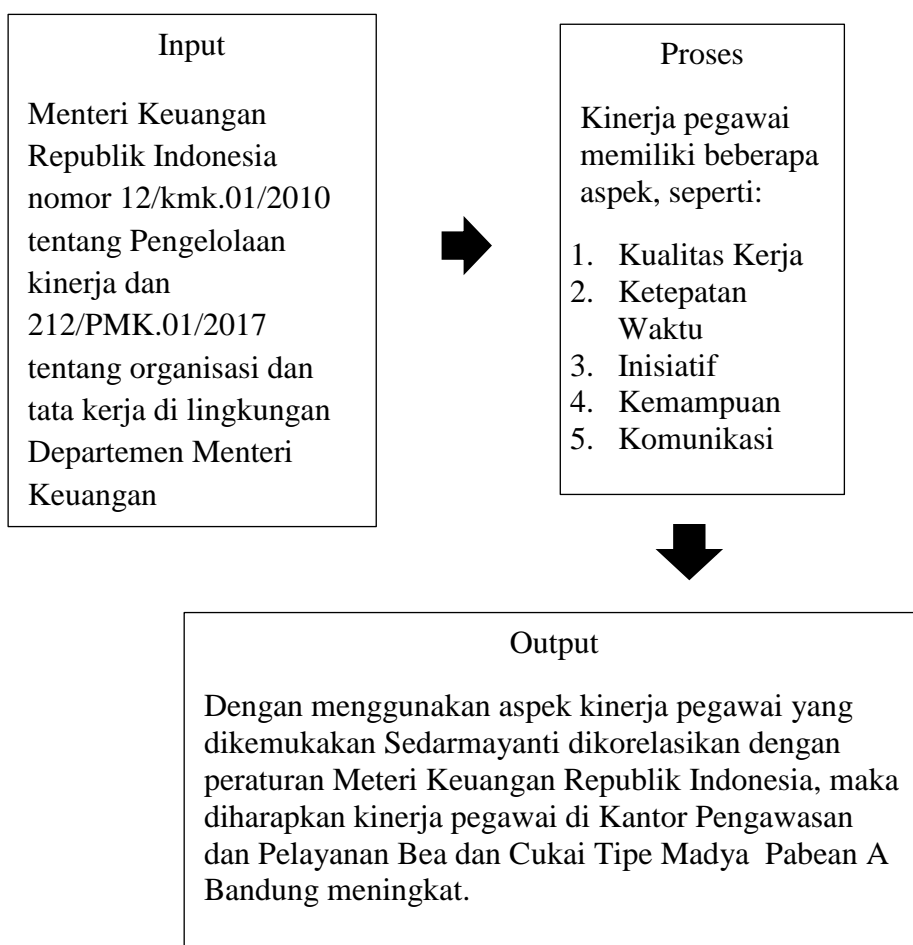 Input
Menteri Keuangan
Republik Indonesia
nomor 12/kmk.01/2010
tentang Pengelolaan
kinerja dan
212/PMK.01/2017
tentang organisasi dan
tata kerja di lingkungan
Departemen Menteri
Keuangan
Proses
Kinerja pegawai
memiliki beberapa
aspek, seperti:
1. Kualitas Kerja
2. Ketepatan
Waktu
3. Inisiatif
4. Kemampuan
5. Komunikasi
Output
Dengan menggunakan aspek kinerja pegawai yang
dikemukakan Sedarmayanti dikorelasikan dengan
peraturan Meteri Keuangan Republik Indonesia, maka
diharapkan kinerja pegawai di Kantor Pengawasan
dan Pelayanan Bea dan Cukai Tipe Madya Pabean A
Bandung meningkat.